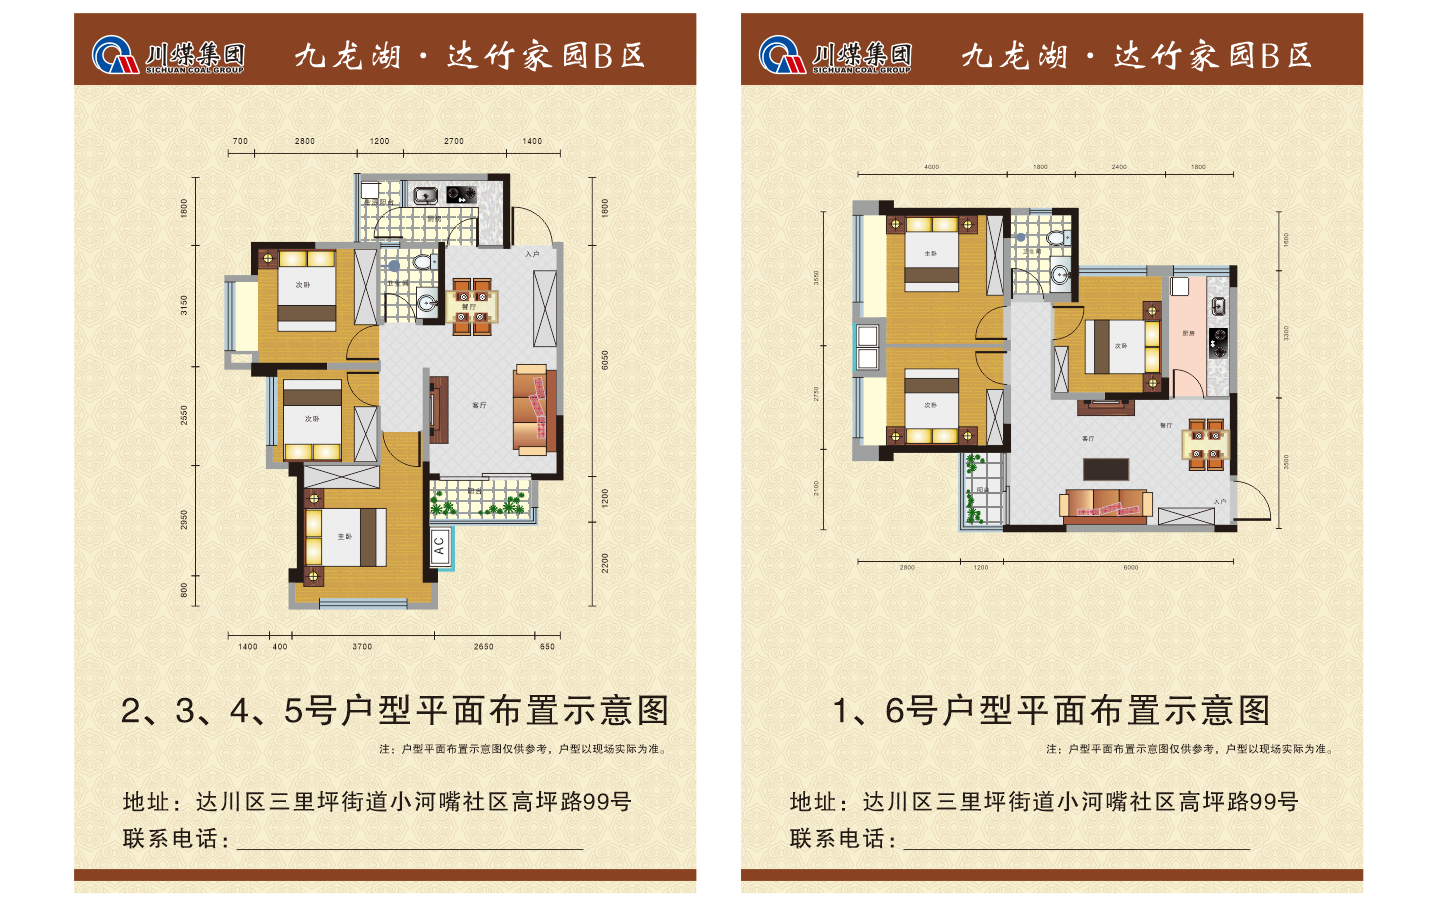 川煤集团
SICHUAN COAL GROUP
九龙湖·达竹家园B区
700 2800 1200 2700 1400
1800
3150
2550
2950
800
1800
6050
1200
2200
生活阳台
厨房
入户
次卧
卫生间
餐厅
次卧
客厅
阳台
主卧
AC
1400 400 3700 2650 650
2、3、4、5号户型平面布置示意图
注：户型平面布置示意图仅供参考，户型以现场实际为准。
地址：达川区三里坪街道小河嘴社区高坪路99号
联系电话：
川煤集团
SICHUAN COAL GROUP
九龙湖·达竹家园B区
4000 1800 2400 1800
3550
2750
2100
1600
3300
3500
主卧
卫生间
次卧
厨房
次卧
客厅
餐厅
阳台
入户
2800 1200 6000
1、6号户型平面布置示意图
注：户型平面布置示意图仅供参考，户型以现场实际为准。
地址：达川区三里坪街道小河嘴社区高坪路99号
联系电话：